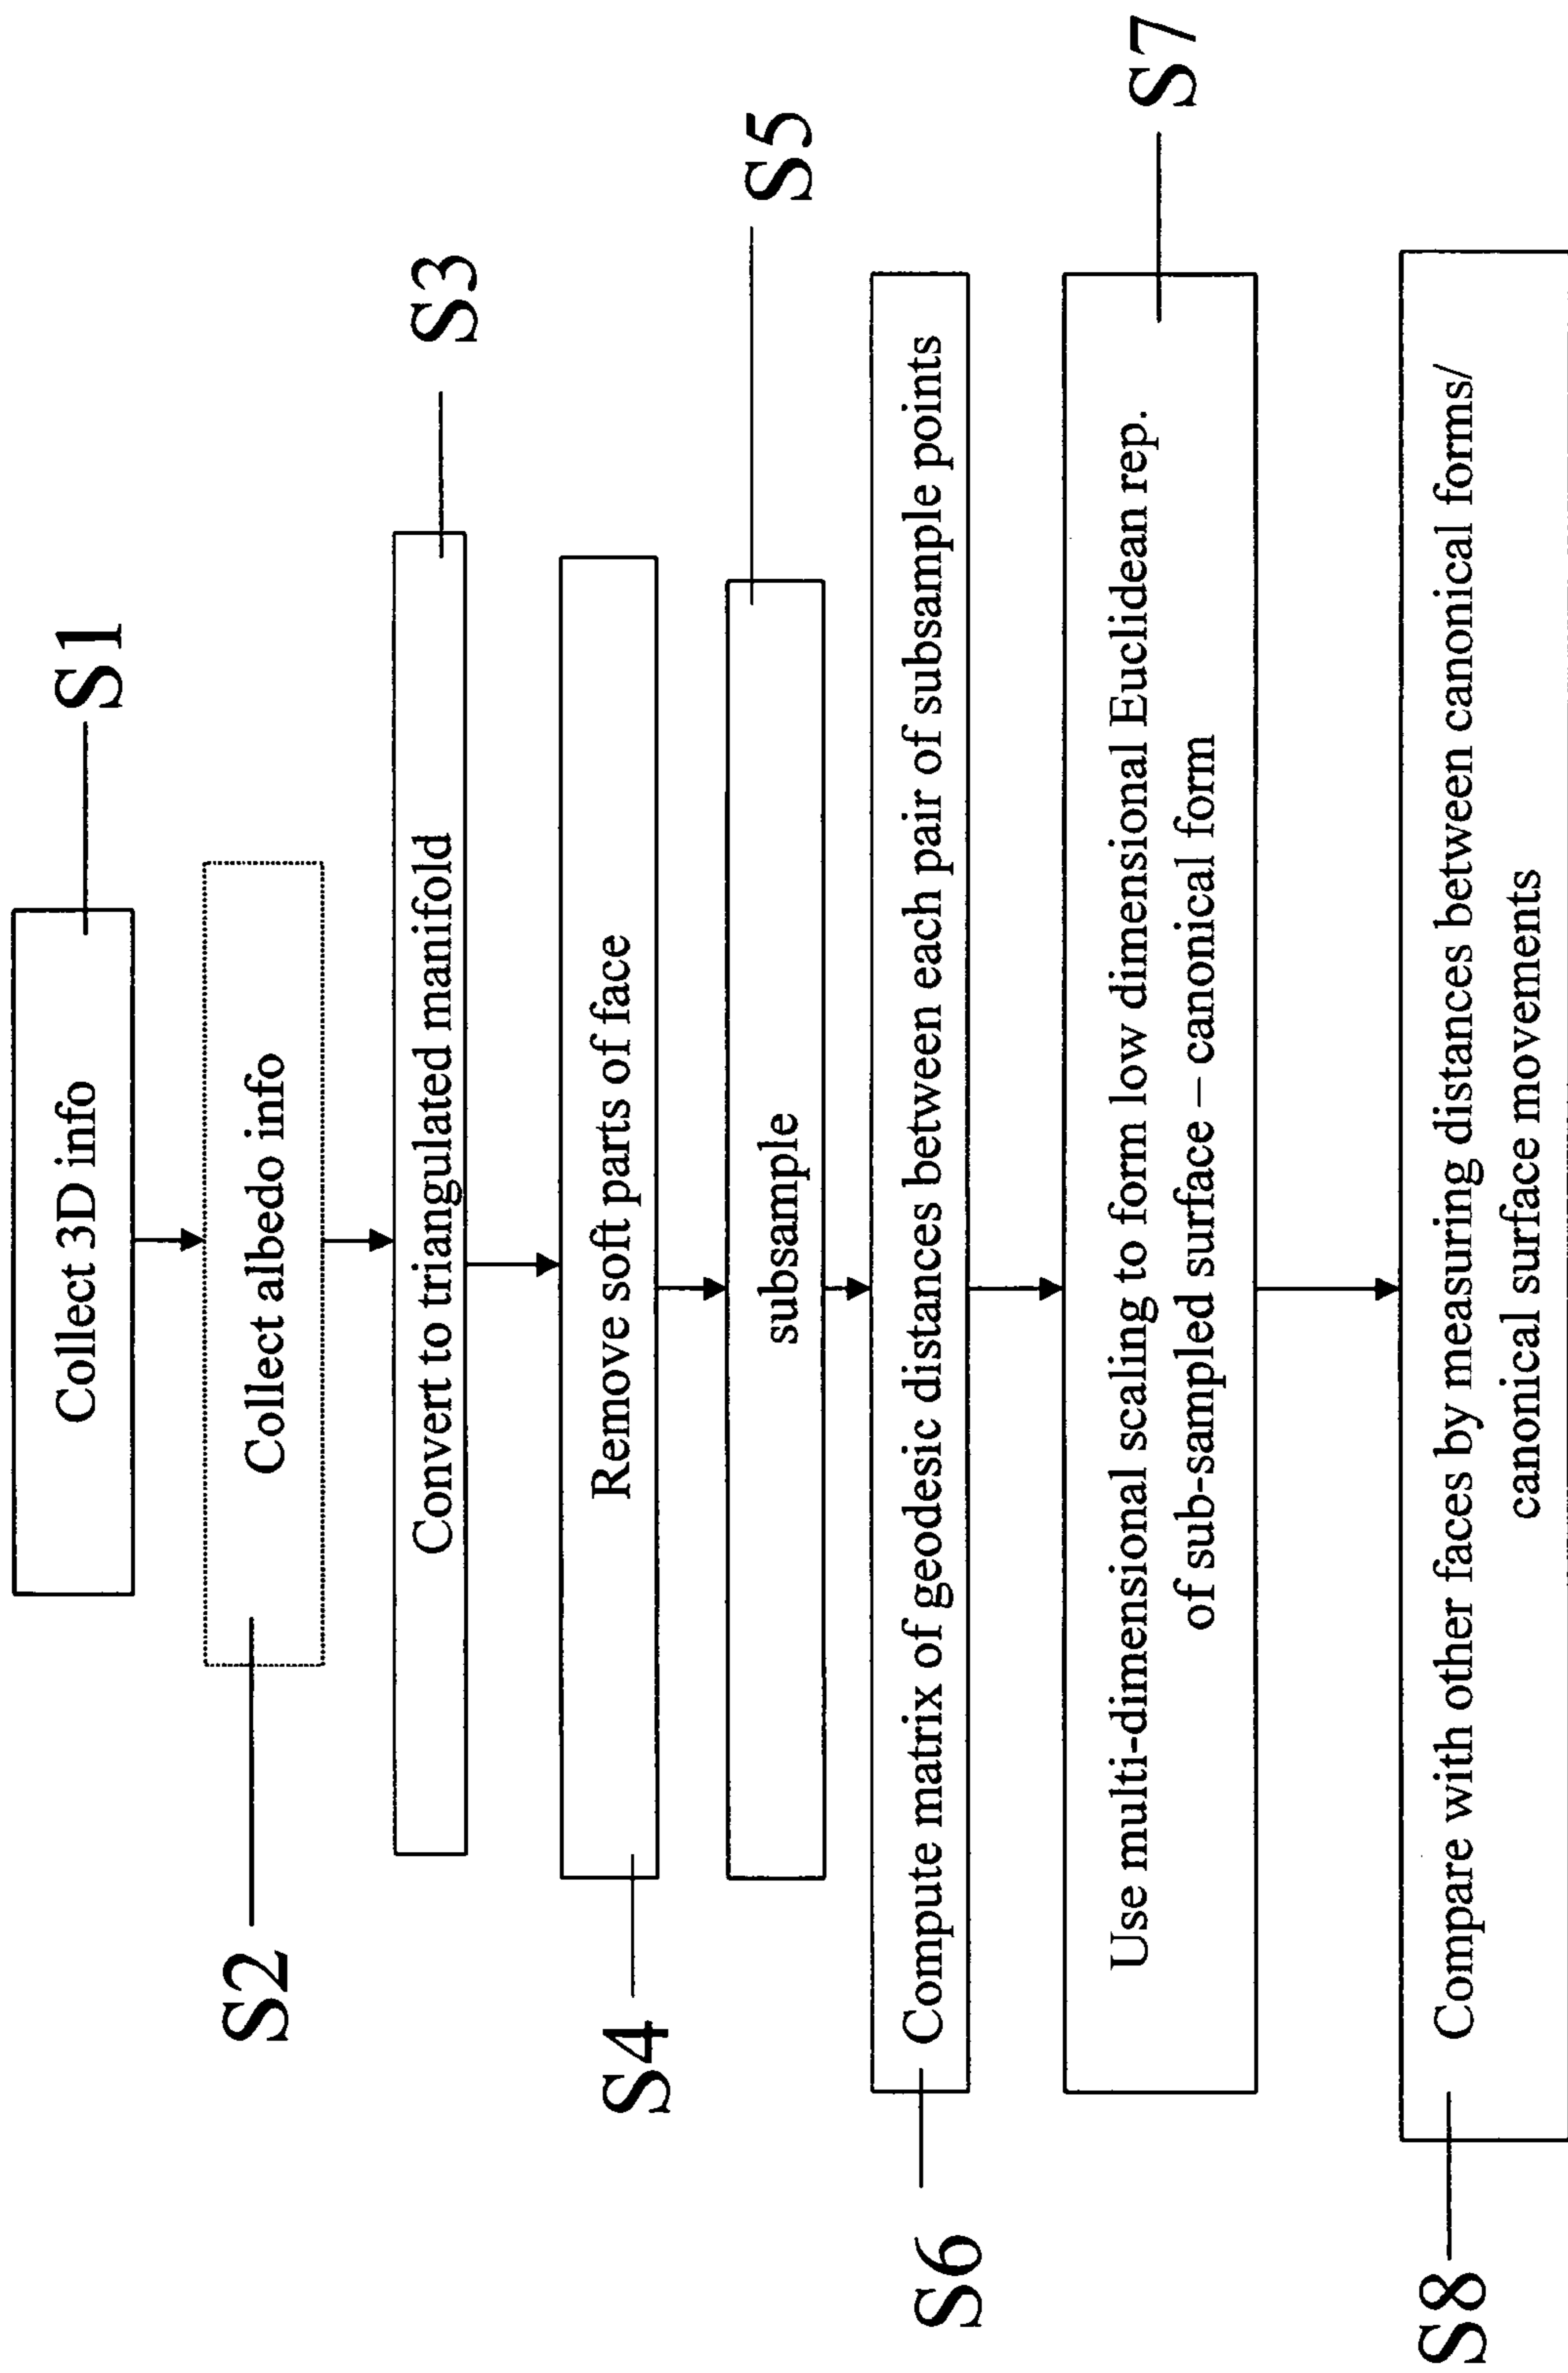 Collect 3D info
S1
Collect albedo info
S2
Convert to triangulated manifold
S3
Remove soft parts of face
S4
subsample
S5
Compute matrix of geodesic distances between each pair of subsample points
S6
Use multi-dimensional scaling to form low dimensional Euclidean rep.
of sub-sampled surface – canonical form
S7
Compare with other faces by measuring distances between canonical forms/
canonical surface movements
S8